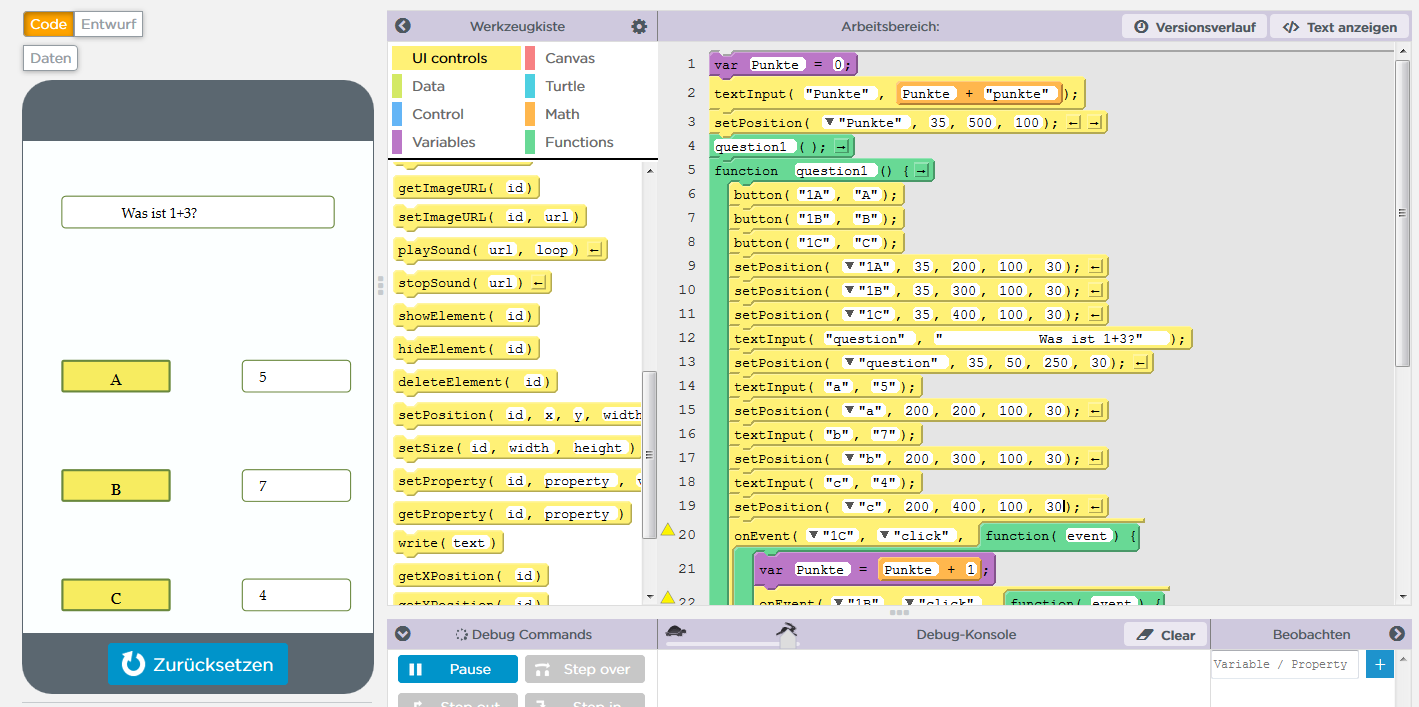 Code Entwurf
Daten
Was ist 1+3?
A 5
B 7
C 4
Zurücksetzen
Werkzeugkiste
UI controls Canvas
Data Turtle
Control Math
Variables Functions
getImageURL( id)
setImageURL( id, url)
playSound( url, loop) ←
stopSound( url) ←
showElement( id)
hideElement( id)
deleteElement( id)
setPosition( id, x, y, width
setSize( id, width, height)
setProperty( id, property,
getProperty( id, property)
write( text)
getXPosition( id)
Arbeitsbereich: Versionsverlauf </> Text anzeigen
1 var Punkte = 0;
2 textInput( "Punkte", Punkte + "punkte");
3 setPosition( ▼"Punkte", 35, 500, 100); ← →
4 question1 (); →
5 function question1 () { →
6 button( "1A", "A");
7 button( "1B", "B");
8 button( "1C", "C");
9 setPosition( ▼"1A", 35, 200, 100, 30); ←
10 setPosition( ▼"1B", 35, 300, 100, 30); ←
11 setPosition( ▼"1C", 35, 400, 100, 30); ←
12 textInput( "question", "            Was ist 1+3?");
13 setPosition( ▼"question", 35, 50, 250, 30); ←
14 textInput( "a", "5");
15 setPosition( ▼"a", 200, 200, 100, 30); ←
16 textInput( "b", "7");
17 setPosition( ▼"b", 200, 300, 100, 30); ←
18 textInput( "c", "4");
19 setPosition( ▼"c", 200, 400, 100, 30); ←
20 onEvent( ▼"1C", ▼"click", function( event) {
21 var Punkte = Punkte + 1;
22 onEvent( ▼"1B", ▼"click", function( event) {
Debug Commands
Pause Step over
Step out Step in
Debug-Konsole Clear
Beobachten
Variable / Property +